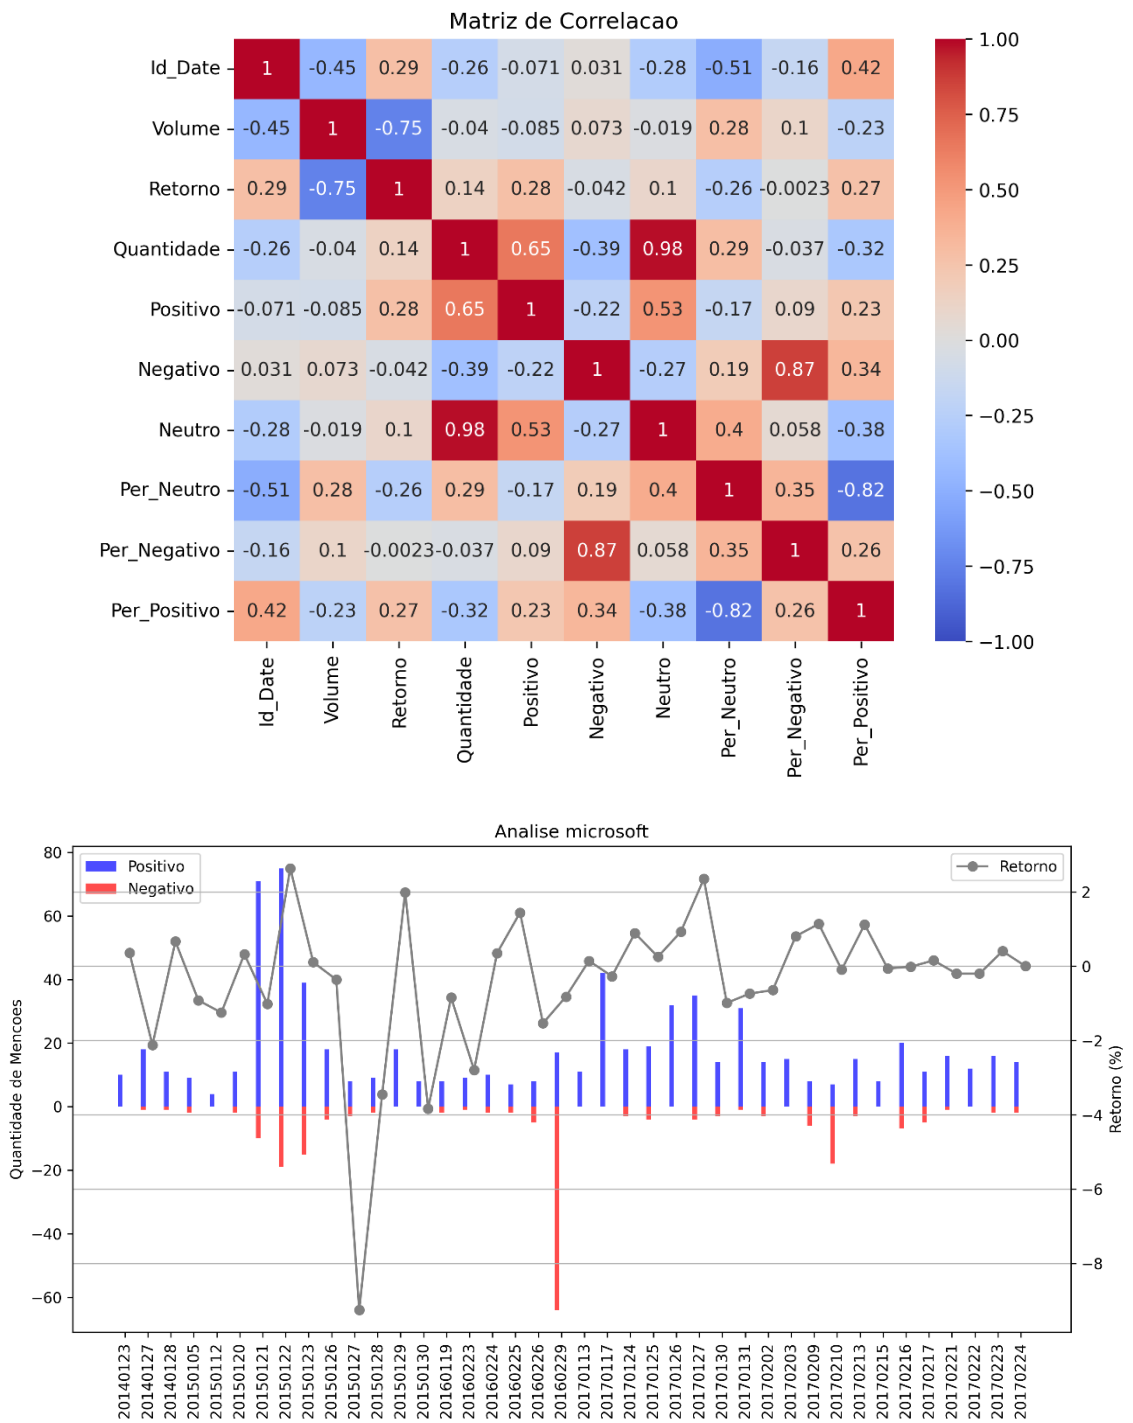 Matriz de Correlacao
Id_Date 1 -0.45 0.29 -0.26 -0.071 0.031 -0.28 -0.51 -0.16 0.42
Volume -0.45 1 -0.75 -0.04 -0.085 0.073 -0.019 0.28 0.1 -0.23
Retorno 0.29 -0.75 1 0.14 0.28 -0.042 0.1 -0.26 -0.0023 0.27
Quantidade -0.26 -0.04 0.14 1 0.65 -0.39 0.98 0.29 -0.037 -0.32
Positivo -0.071 -0.085 0.28 0.65 1 -0.22 0.53 -0.17 0.09 0.23
Negativo 0.031 0.073 -0.042 -0.39 -0.22 1 -0.27 0.19 0.87 0.34
Neutro -0.28 -0.019 0.1 0.98 0.53 -0.27 1 0.4 0.058 -0.38
Per_Neutro -0.51 0.28 -0.26 0.29 -0.17 0.19 0.4 1 0.35 -0.82
Per_Negativo -0.16 0.1 -0.0023 -0.037 0.09 0.87 0.058 0.35 1 0.26
Per_Positivo 0.42 -0.23 0.27 -0.32 0.23 0.34 -0.38 -0.82 0.26 1
Id_Date
Volume
Retorno
Quantidade
Positivo
Negativo
Neutro
Per_Neutro
Per_Negativo
Per_Positivo
1.00
0.75
0.50
0.25
0.00
−0.25
−0.50
−0.75
−1.00
Analise microsoft
Positivo
Negativo
Retorno
Quantidade de Mencoes
80
60
40
20
0
−20
−40
−60
Retorno (%)
2
0
−2
−4
−6
−8
20140123
20140127
20140128
20150105
20150112
20150120
20150121
20150122
20150123
20150126
20150127
20150128
20150129
20150130
20160119
20160223
20160224
20160225
20160226
20160229
20170113
20170117
20170124
20170125
20170126
20170127
20170130
20170131
20170202
20170203
20170209
20170210
20170213
20170215
20170216
20170217
20170221
20170222
20170223
20170224